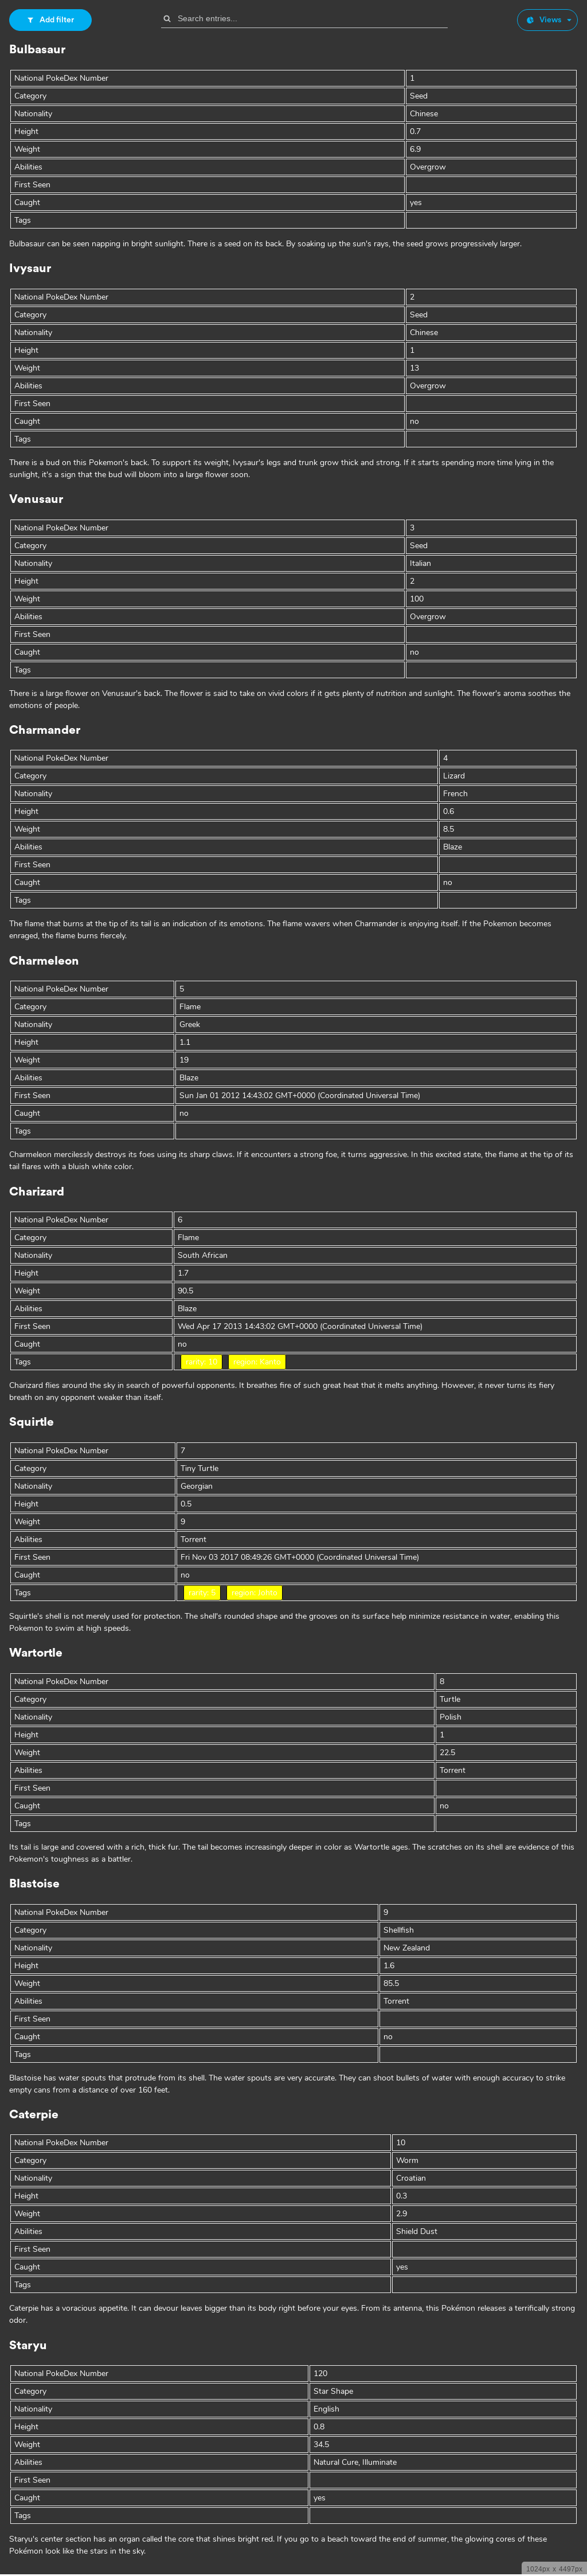 Add filter
Search entries...
Views
Bulbasaur
National PokeDex Number 1
Category Seed
Nationality Chinese
Height 0.7
Weight 6.9
Abilities Overgrow
First Seen
Caught yes
Tags
Bulbasaur can be seen napping in bright sunlight. There is a seed on its back. By soaking up the sun's rays, the seed grows progressively larger.
Ivysaur
National PokeDex Number 2
Category Seed
Nationality Chinese
Height 1
Weight 13
Abilities Overgrow
First Seen
Caught no
Tags
There is a bud on this Pokemon's back. To support its weight, Ivysaur's legs and trunk grow thick and strong. If it starts spending more time lying in the
sunlight, it's a sign that the bud will bloom into a large flower soon.
Venusaur
National PokeDex Number 3
Category Seed
Nationality Italian
Height 2
Weight 100
Abilities Overgrow
First Seen
Caught no
Tags
There is a large flower on Venusaur's back. The flower is said to take on vivid colors if it gets plenty of nutrition and sunlight. The flower's aroma soothes the
emotions of people.
Charmander
National PokeDex Number 4
Category Lizard
Nationality French
Height 0.6
Weight 8.5
Abilities Blaze
First Seen
Caught no
Tags
The flame that burns at the tip of its tail is an indication of its emotions. The flame wavers when Charmander is enjoying itself. If the Pokemon becomes
enraged, the flame burns fiercely.
Charmeleon
National PokeDex Number 5
Category Flame
Nationality Greek
Height 1.1
Weight 19
Abilities Blaze
First Seen Sun Jan 01 2012 14:43:02 GMT+0000 (Coordinated Universal Time)
Caught no
Tags
Charmeleon mercilessly destroys its foes using its sharp claws. If it encounters a strong foe, it turns aggressive. In this excited state, the flame at the tip of its
tail flares with a bluish white color.
Charizard
National PokeDex Number 6
Category Flame
Nationality South African
Height 1.7
Weight 90.5
Abilities Blaze
First Seen Wed Apr 17 2013 14:43:02 GMT+0000 (Coordinated Universal Time)
Caught no
Tags
Charizard flies around the sky in search of powerful opponents. It breathes fire of such great heat that it melts anything. However, it never turns its fiery
breath on any opponent weaker than itself.
Squirtle
National PokeDex Number 7
Category Tiny Turtle
Nationality Georgian
Height 0.5
Weight 9
Abilities Torrent
First Seen Fri Nov 03 2017 08:49:26 GMT+0000 (Coordinated Universal Time)
Caught no
Tags
Squirtle's shell is not merely used for protection. The shell's rounded shape and the grooves on its surface help minimize resistance in water, enabling this
Pokemon to swim at high speeds.
Wartortle
National PokeDex Number 8
Category Turtle
Nationality Polish
Height 1
Weight 22.5
Abilities Torrent
First Seen
Caught no
Tags
Its tail is large and covered with a rich, thick fur. The tail becomes increasingly deeper in color as Wartortle ages. The scratches on its shell are evidence of this
Pokemon's toughness as a battler.
Blastoise
National PokeDex Number 9
Category Shellfish
Nationality New Zealand
Height 1.6
Weight 85.5
Abilities Torrent
First Seen
Caught no
Tags
Blastoise has water spouts that protrude from its shell. The water spouts are very accurate. They can shoot bullets of water with enough accuracy to strike
empty cans from a distance of over 160 feet.
Caterpie
National PokeDex Number 10
Category Worm
Nationality Croatian
Height 0.3
Weight 2.9
Abilities Shield Dust
First Seen
Caught yes
Tags
Caterpie has a voracious appetite. It can devour leaves bigger than its body right before your eyes. From its antenna, this Pokémon releases a terrifically strong
odor.
Staryu
National PokeDex Number 120
Category Star Shape
Nationality English
Height 0.8
Weight 34.5
Abilities Natural Cure, Illuminate
First Seen
Caught yes
Tags
Staryu's center section has an organ called the core that shines bright red. If you go to a beach toward the end of summer, the glowing cores of these
Pokémon look like the stars in the sky.
1024px x 4497px